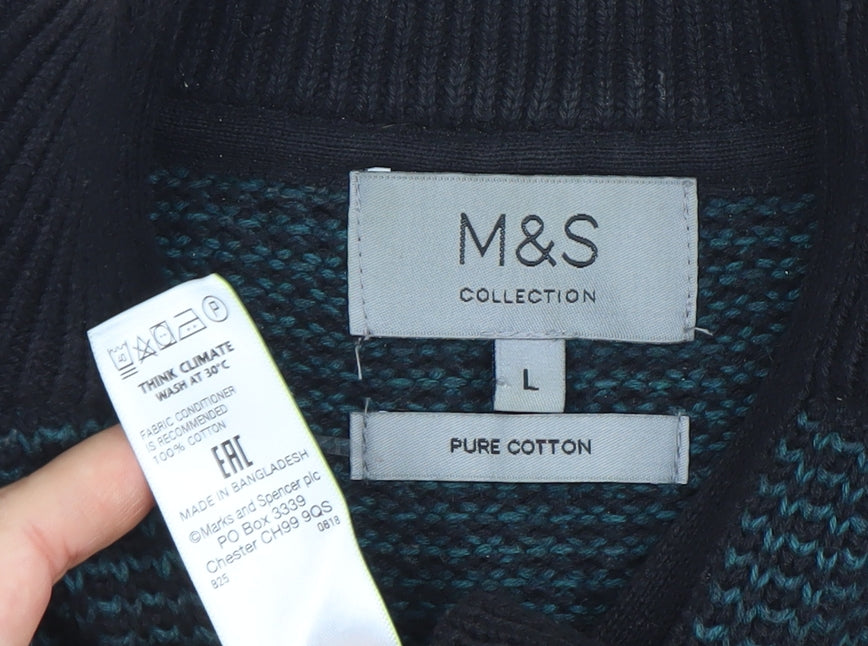 M&S
COLLECTION
L
PURE COTTON
40
P
THINK CLIMATE
WASH AT 30°C
FABRIC CONDITIONER
IS RECOMMENDED
100% COTTON
EAC
MADE IN BANGLADESH
©Marks and Spencer plc
PO Box 3339
Chester CH99 9QS
0818
825